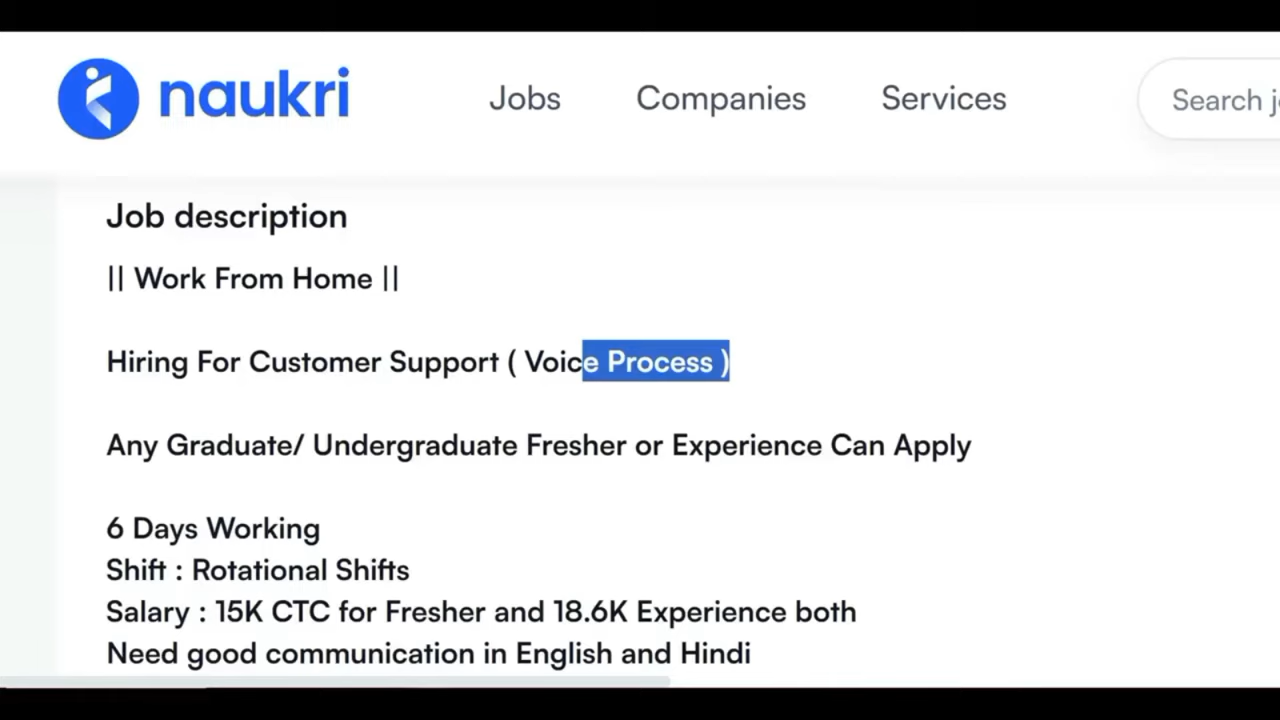 naukri
Jobs Companies Services
Search
Job description
|| Work From Home ||
Hiring For Customer Support ( Voice Process )
Any Graduate/ Undergraduate Fresher or Experience Can Apply
6 Days Working
Shift : Rotational Shifts
Salary : 15K CTC for Fresher and 18.6K Experience both
Need good communication in English and Hindi